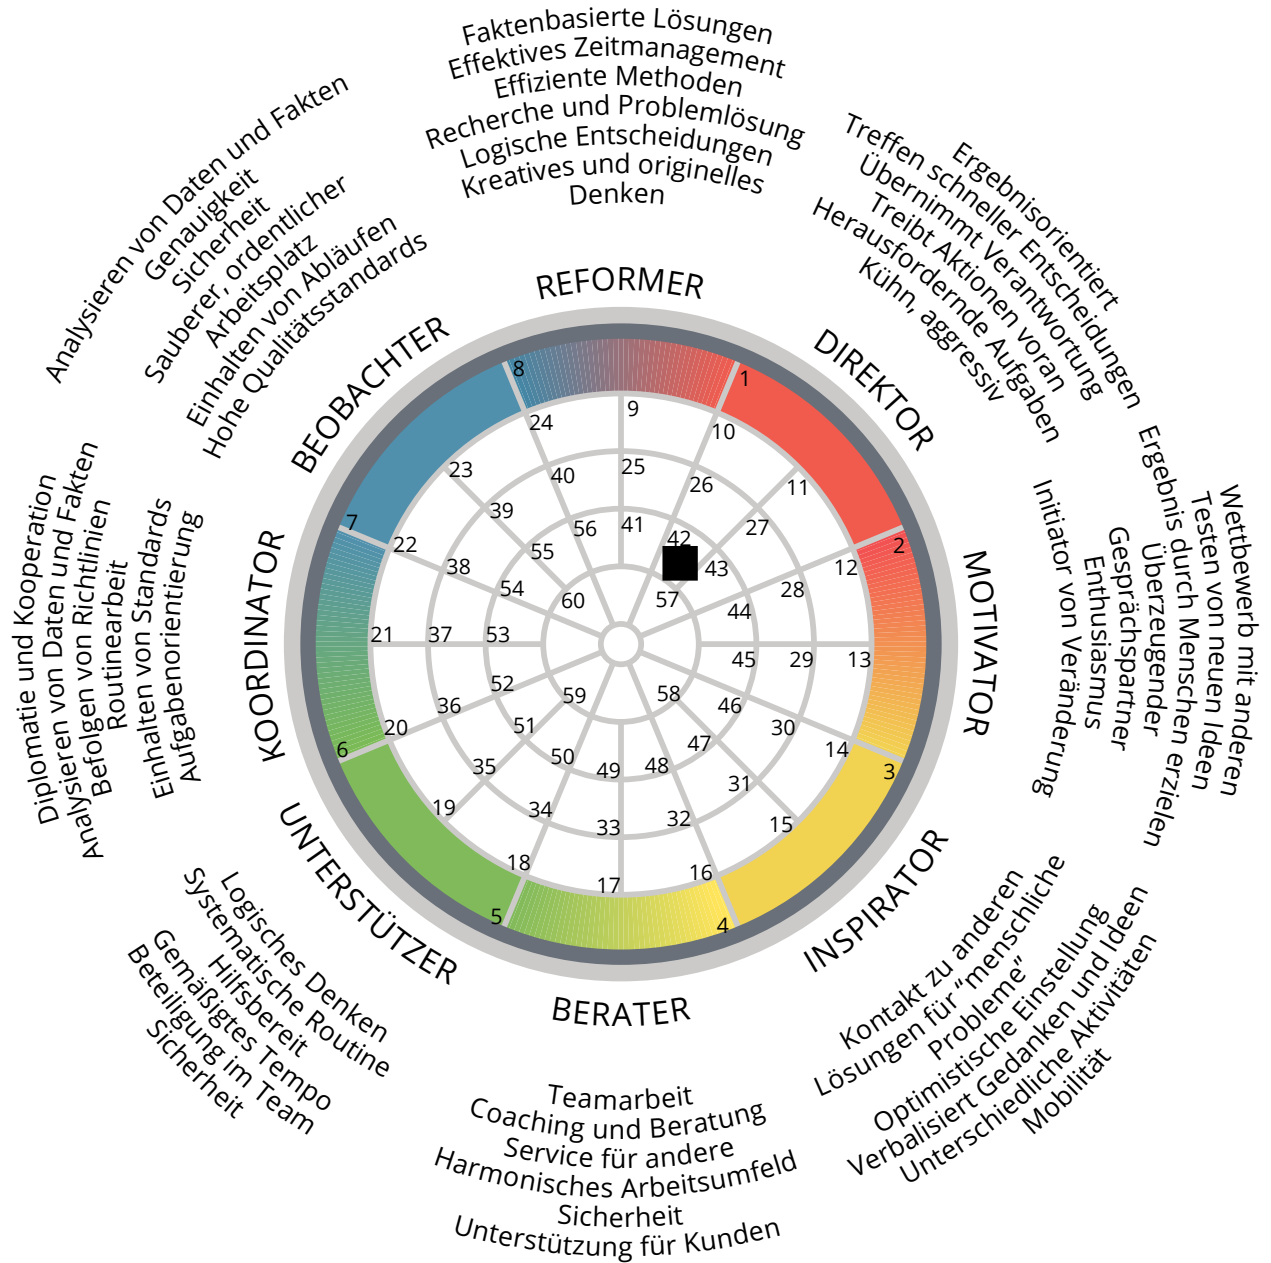 Faktenbasierte Lösungen
Effektives Zeitmanagement
Effiziente Methoden
Recherche und Problemlösung
Logische Entscheidungen
Kreatives und originelles
Denken
REFORMER
Ergebnisorientiert
Treffen schneller Entscheidungen
Übernimmt Verantwortung
Treibt Aktionen voran
Herausfordernde Aufgaben
Kühn, aggressiv
DIREKTOR
Wettbewerb mit anderen
Testen von neuen Ideen
Ergebnis durch Menschen erzielen
Überzeugender
Gesprächspartner
Enthusiasmus
Initiator von Veränderung
MOTIVATOR
INSPIRATOR
Kontakt zu anderen
Lösungen für “menschliche
Probleme”
Optimistische Einstellung
Verbalisiert Gedanken und Ideen
Unterschiedliche Aktivitäten
Mobilität
BERATER
Teamarbeit
Coaching und Beratung
Service für andere
Harmonisches Arbeitsumfeld
Sicherheit
Unterstützung für Kunden
UNTERSTÜTZER
Logisches Denken
Systematische Routine
Hilfsbereit
Gemäßigtes Tempo
Beteiligung im Team
Sicherheit
Diplomatie und Kooperation
Analysieren von Daten und Fakten
Befolgen von Richtlinien
Routinearbeit
Einhalten von Standards
Aufgabenorientierung
KOORDINATOR
Analysieren von Daten und Fakten
Genauigkeit
Sicherheit
Sauberer, ordentlicher
Arbeitsplatz
Einhalten von Abläufen
Hohe Qualitätsstandards
BEOBACHTER
1
2
3
4
5
6
7
8
9
10
11
12
13
14
15
16
17
18
19
20
21
22
23
24
25
26
27
28
29
30
31
32
33
34
35
36
37
38
39
40
41
42
43
44
45
46
47
48
49
50
51
52
53
54
55
56
57
58
59
60